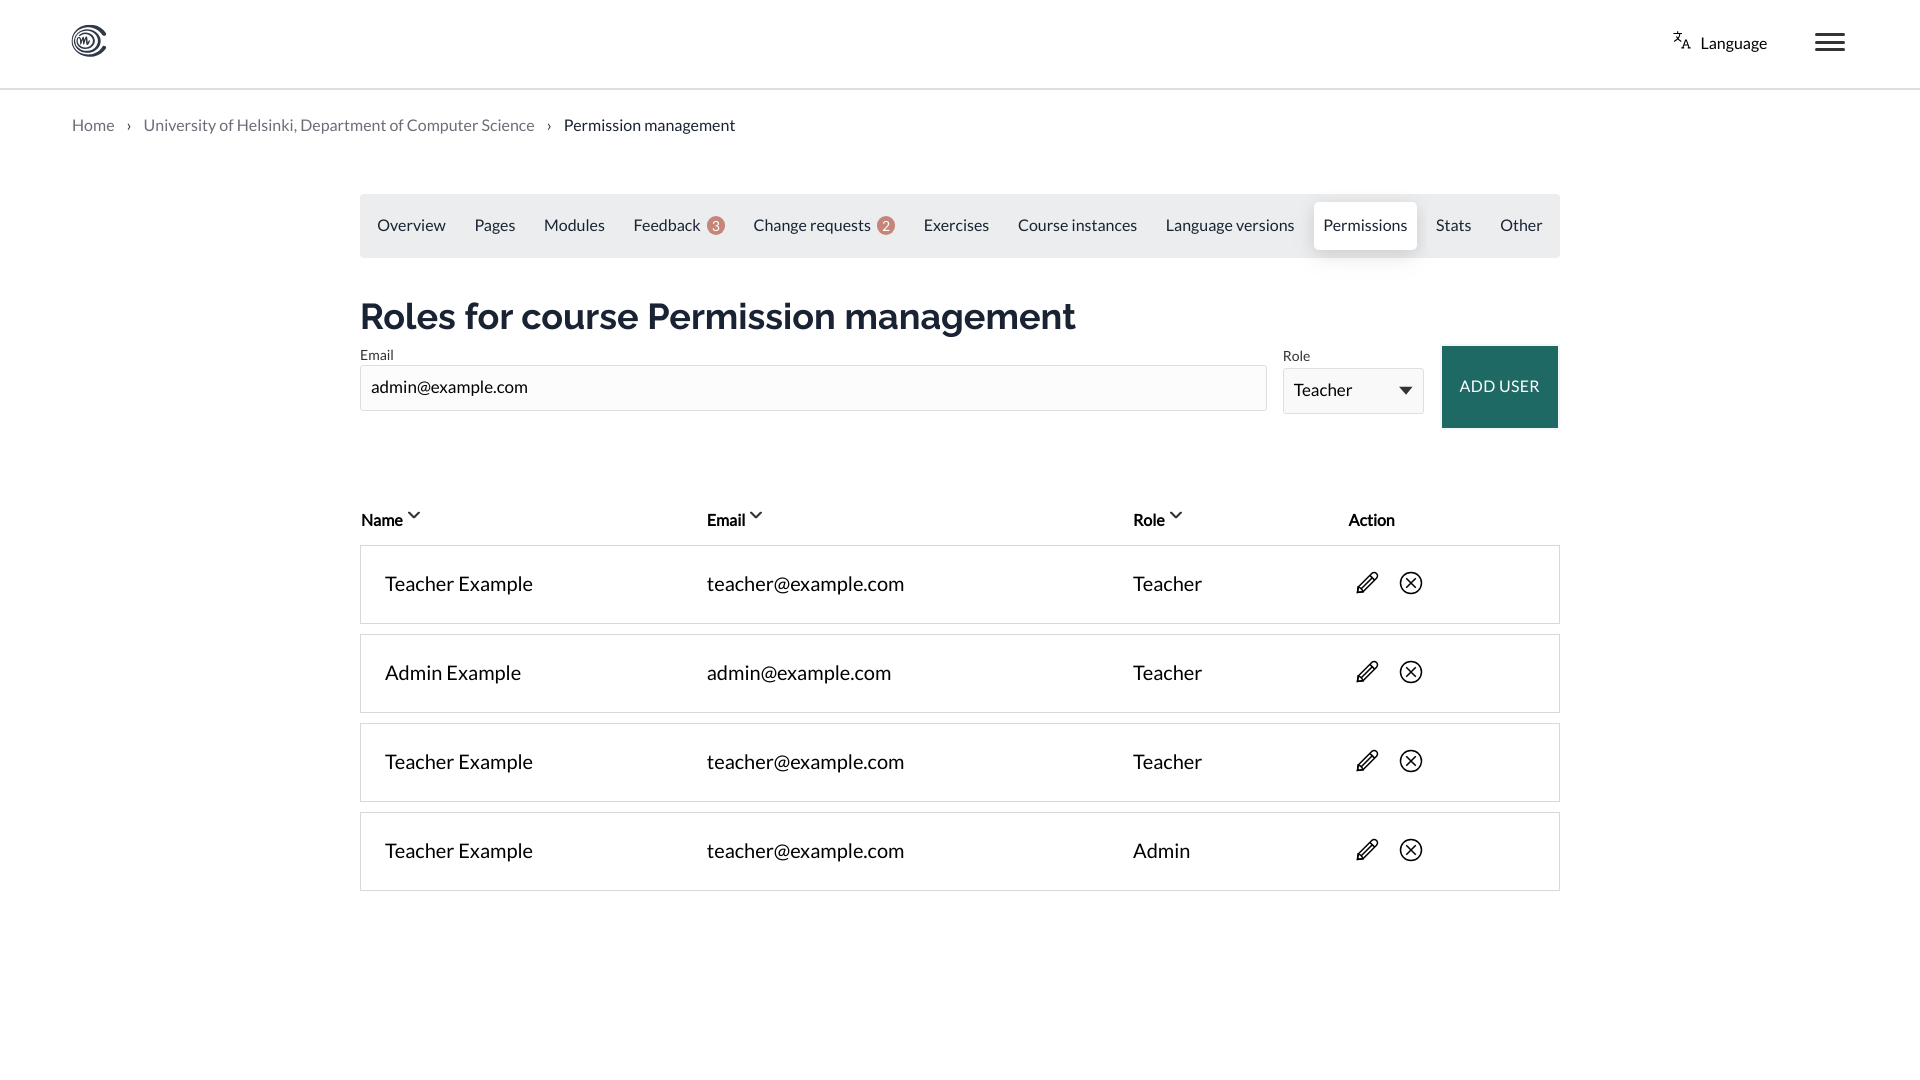 Language
Home › University of Helsinki, Department of Computer Science › Permission management
Overview Pages Modules Feedback 3 Change requests 2 Exercises Course instances Language versions Permissions Stats Other
Roles for course Permission management
Email
admin@example.com
Role
Teacher
ADD USER
Name Email Role Action
Teacher Example teacher@example.com Teacher
Admin Example admin@example.com Teacher
Teacher Example teacher@example.com Teacher
Teacher Example teacher@example.com Admin